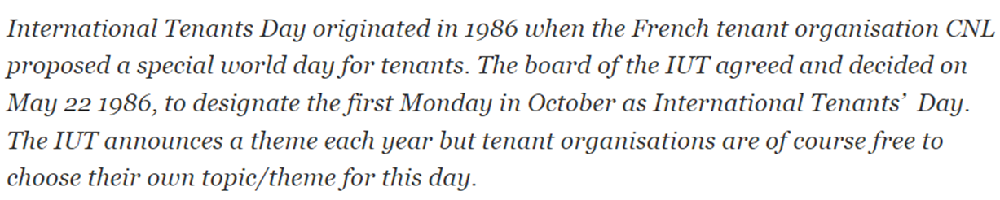 International Tenants Day originated in 1986 when the French tenant organisation CNL
proposed a special world day for tenants. The board of the IUT agreed and decided on
May 22 1986, to designate the first Monday in October as International Tenants’  Day.
The IUT announces a theme each year but tenant organisations are of course free to
choose their own topic/theme for this day.